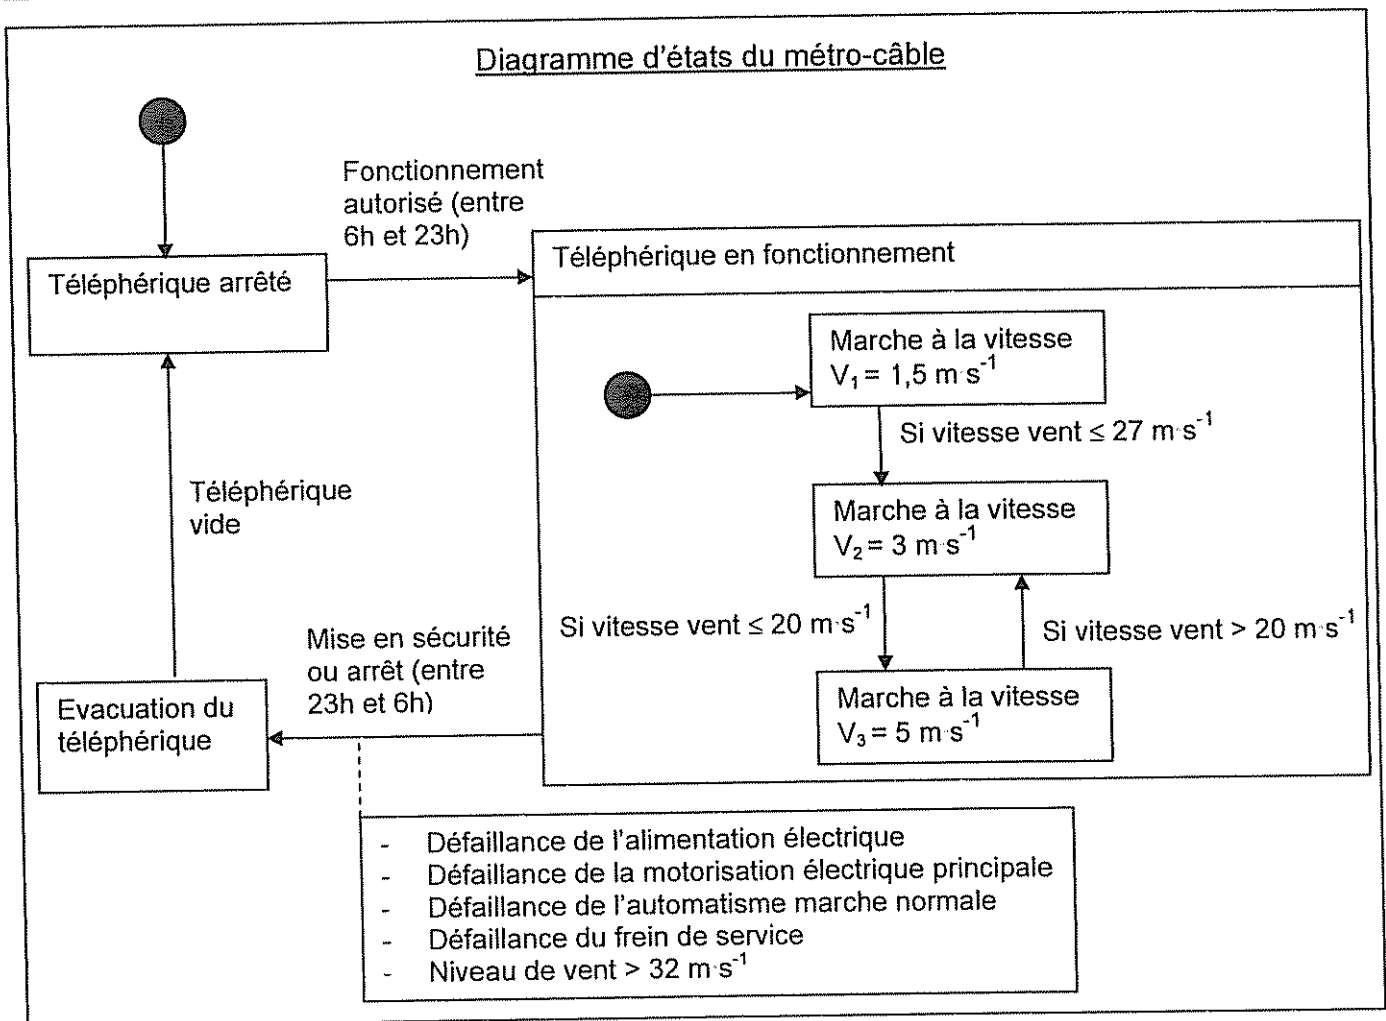 Diagramme d'états du métro-câble
Fonctionnement
autorisé (entre
6h et 23h)
Téléphérique arrêté
Téléphérique en fonctionnement
Marche à la vitesse
V₁ = 1,5 m·s⁻¹
Si vitesse vent ≤ 27 m·s⁻¹
Téléphérique
vide
Marche à la vitesse
V₂ = 3 m·s⁻¹
Si vitesse vent ≤ 20 m·s⁻¹
Si vitesse vent > 20 m·s⁻¹
Mise en sécurité
ou arrêt (entre
23h et 6h)
Marche à la vitesse
V₃ = 5 m·s⁻¹
Evacuation du
téléphérique
- Défaillance de l'alimentation électrique
- Défaillance de la motorisation électrique principale
- Défaillance de l'automatisme marche normale
- Défaillance du frein de service
- Niveau de vent > 32 m·s⁻¹